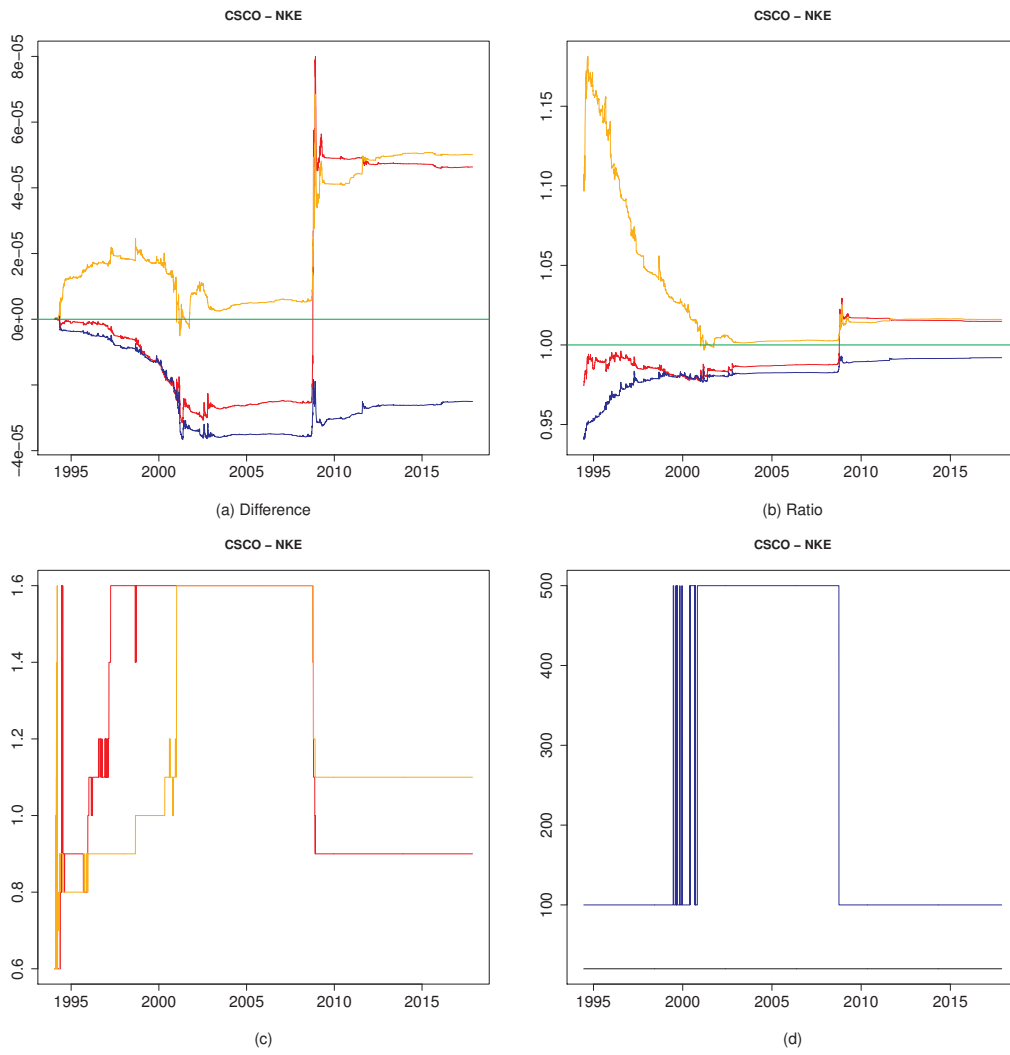 CSCO – NKE
8e−05
6e−05
4e−05
2e−05
0e+00
−4e−05
1995 2000 2005 2010 2015
(a) Difference
CSCO – NKE
1.15
1.10
1.05
1.00
0.95
1995 2000 2005 2010 2015
(b) Ratio
CSCO – NKE
1.6
1.4
1.2
1.0
0.8
0.6
1995 2000 2005 2010 2015
(c)
CSCO – NKE
500
400
300
200
100
1995 2000 2005 2010 2015
(d)